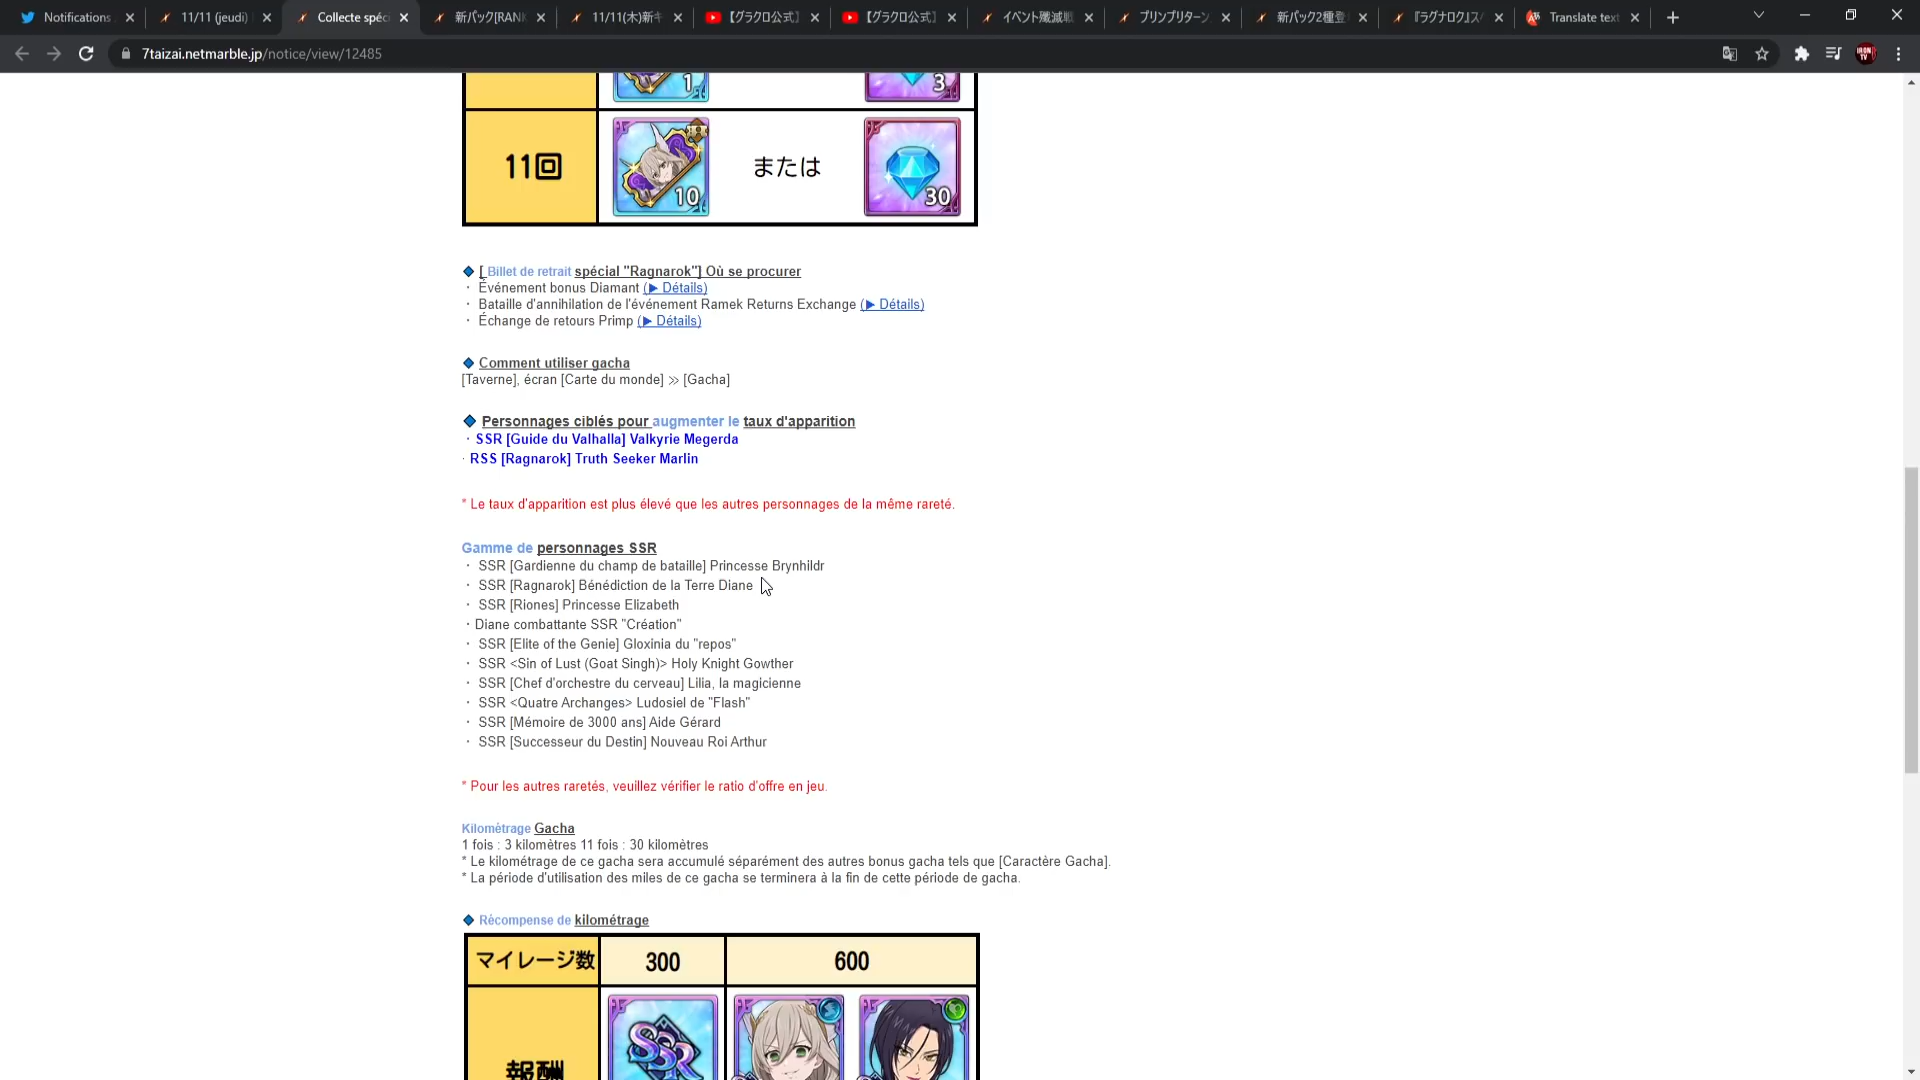 Notifications
11/11 (jeudi)
Collecte spéci
新パック[RAN
11/11(木)新キ
【グラクロ公式】
【グラクロ公式】
イベント殲滅戦
プリンプリターン
新パック2種登
『ラグナロク』ス
Translate text
7taizai.netmarble.jp/notice/view/12485
1
3
11回
10
または
30
[ Billet de retrait spécial "Ragnarok"] Où se procurer
・ Événement bonus Diamant (▶ Détails)
・ Bataille d'annihilation de l'événement Ramek Returns Exchange (▶ Détails)
・ Échange de retours Primp (▶ Détails)
Comment utiliser gacha
[Taverne], écran [Carte du monde] ≫ [Gacha]
Personnages ciblés pour augmenter le taux d'apparition
・SSR [Guide du Valhalla] Valkyrie Megerda
· RSS [Ragnarok] Truth Seeker Marlin
* Le taux d'apparition est plus élevé que les autres personnages de la même rareté.
Gamme de personnages SSR
・ SSR [Gardienne du champ de bataille] Princesse Brynhildr
・ SSR [Ragnarok] Bénédiction de la Terre Diane
・ SSR [Riones] Princesse Elizabeth
・Diane combattante SSR "Création"
・ SSR [Elite of the Genie] Gloxinia du "repos"
・ SSR <Sin of Lust (Goat Singh)> Holy Knight Gowther
・ SSR [Chef d'orchestre du cerveau] Lilia, la magicienne
・ SSR <Quatre Archanges> Ludosiel de "Flash"
・ SSR [Mémoire de 3000 ans] Aide Gérard
・ SSR [Successeur du Destin] Nouveau Roi Arthur
* Pour les autres raretés, veuillez vérifier le ratio d'offre en jeu.
Kilométrage Gacha
1 fois : 3 kilomètres 11 fois : 30 kilomètres
* Le kilométrage de ce gacha sera accumulé séparément des autres bonus gacha tels que [Caractère Gacha].
* La période d'utilisation des miles de ce gacha se terminera à la fin de cette période de gacha.
Récompense de kilométrage
マイレージ数
300
600
報酬
SSR